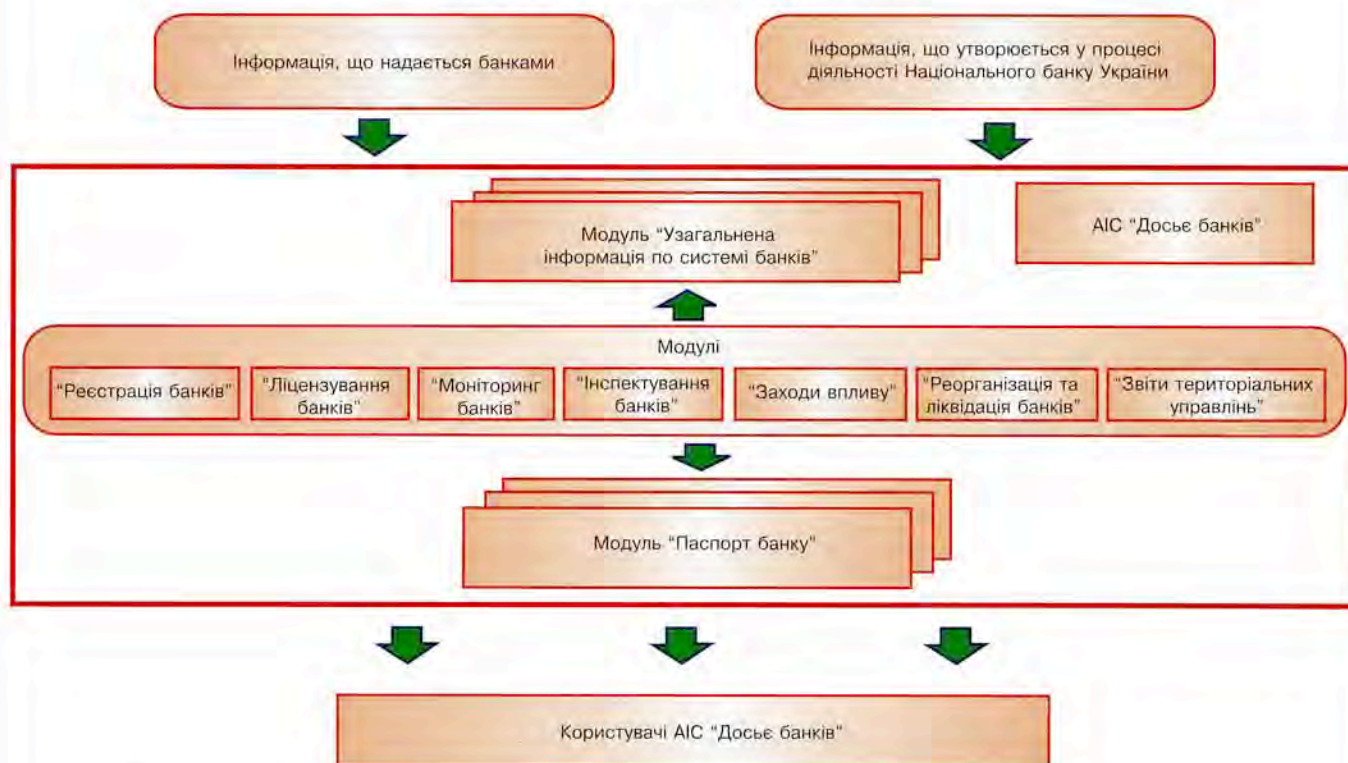 Інформація, що надається банками
Інформація, що утворюється у процесі
діяльності Національного банку України
Модуль “Узагальнена
інформація по системі банків”
АІС “Досьє банків”
Модулі
“Реєстрація банків”
“Ліцензування
банків”
“Моніторинг
банків”
“Інспектування
банків”
“Заходи впливу”
“Реорганізація та
ліквідація банків”
“Звіти територіальних
управлінь”
Модуль “Паспорт банку”
Користувачі АІС “Досьє банків”